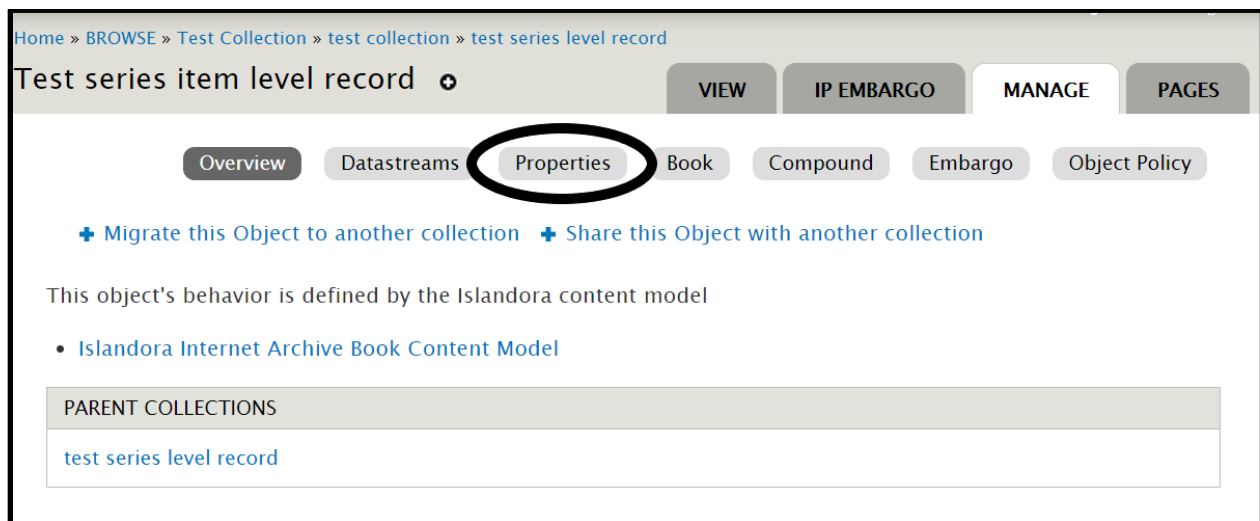 Home » BROWSE » Test Collection » test collection » test series level record
Test series item level record
VIEW IP EMBARGO MANAGE PAGES
Overview Datastreams Properties Book Compound Embargo Object Policy
Migrate this Object to another collection Share this Object with another collection
This object's behavior is defined by the Islandora content model
• Islandora Internet Archive Book Content Model
PARENT COLLECTIONS
test series level record